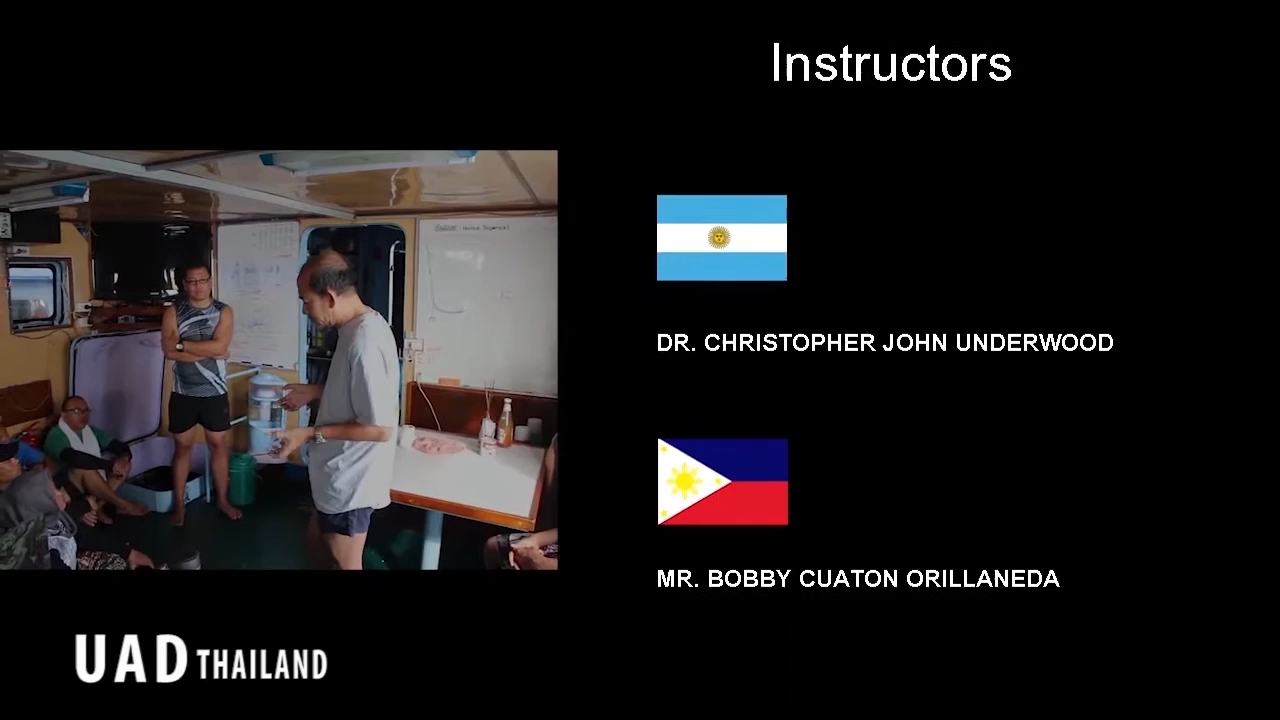 Instructors
DR. CHRISTOPHER JOHN UNDERWOOD
MR. BOBBY CUATON ORILLANEDA
UAD THAILAND